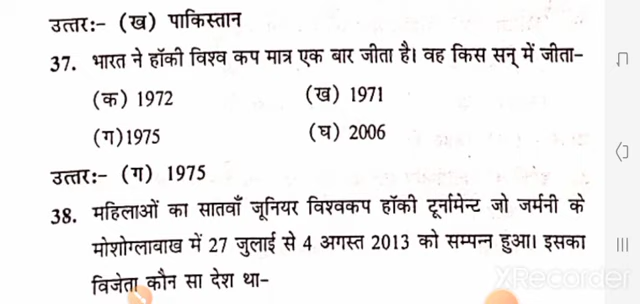 उत्तर:- (ख) पाकिस्तान
37. भारत ने हॉकी विश्व कप मात्र एक बार जीता है। वह किस सन् में जीता-
(क) 1972 (ख) 1971
(ग) 1975 (घ) 2006
उत्तर:- (ग) 1975
38. महिलाओं का सातवाँ जूनियर विश्वकप हॉकी टूर्नामेन्ट जो जर्मनी के
मोशोग्लाबाख में 27 जुलाई से 4 अगस्त 2013 को सम्पन्न हुआ। इसका
विजेता कौन सा देश था-
XRecorder